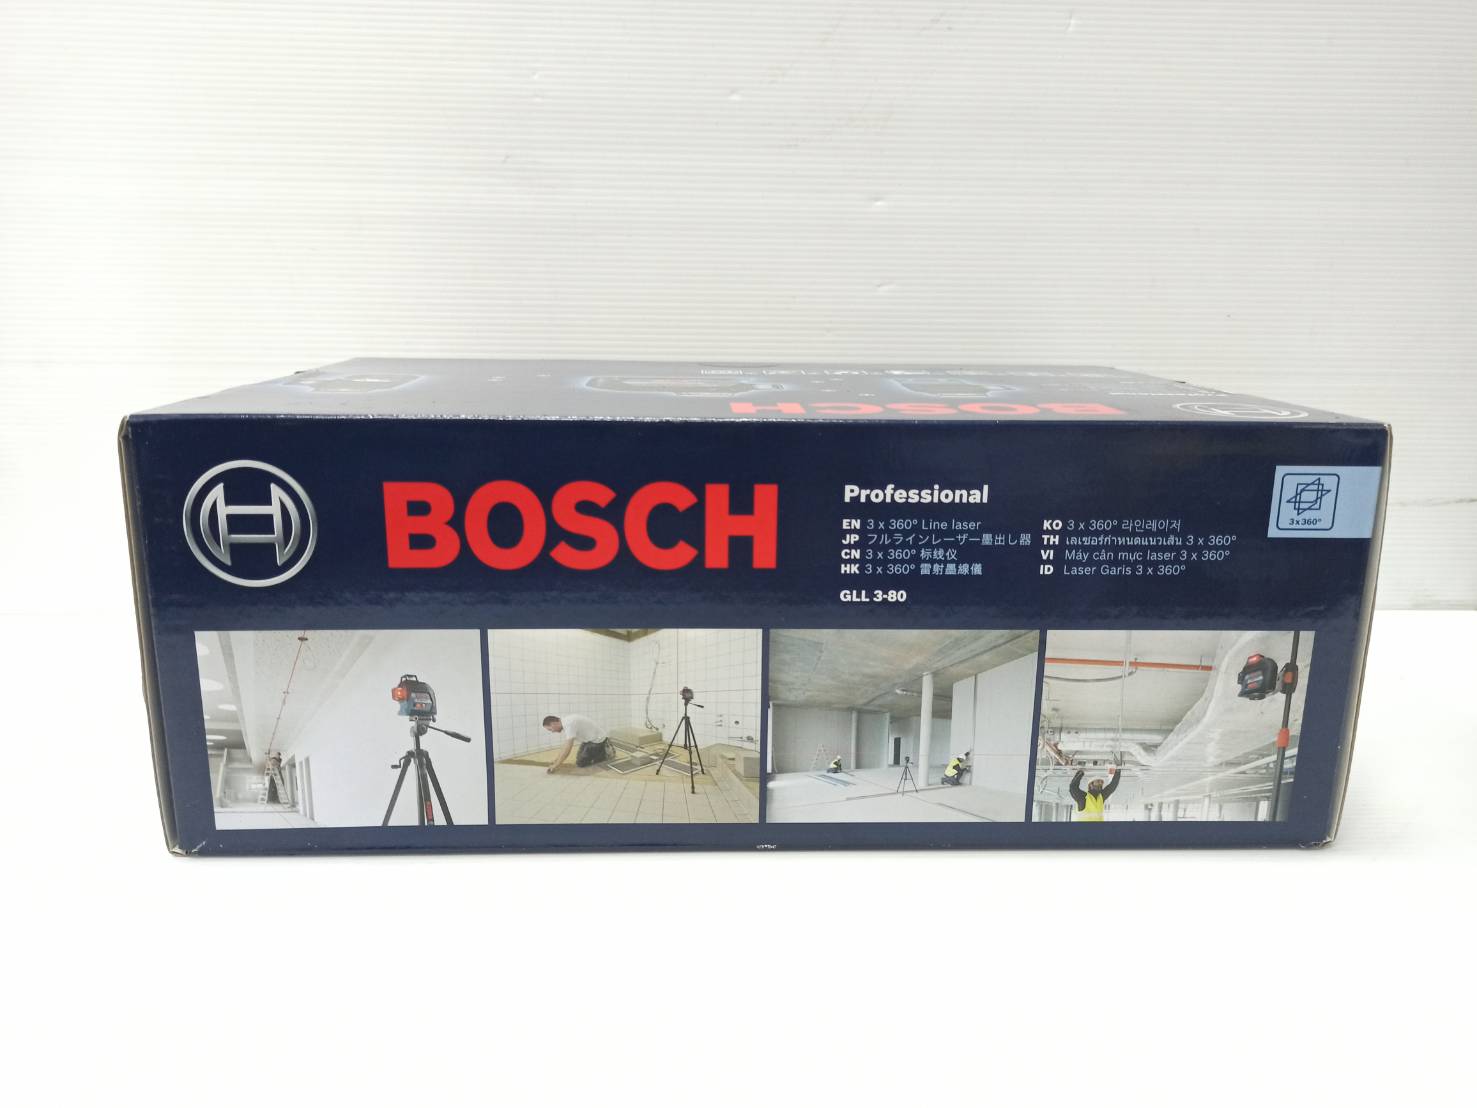 BOSCH
BOSCH
Professional
EN 3 x 360° Line laser
JP フルラインレーザー墨出し器
CN 3 x 360° 标线仪
HK 3 x 360° 雷射墨線儀
KO 3 x 360° 라인레이저
TH เลเซอร์กำหนดแนวเส้น 3 x 360°
VI Máy cân mực laser 3 x 360°
ID Laser Garis 3 x 360°
GLL 3-80
3x360°